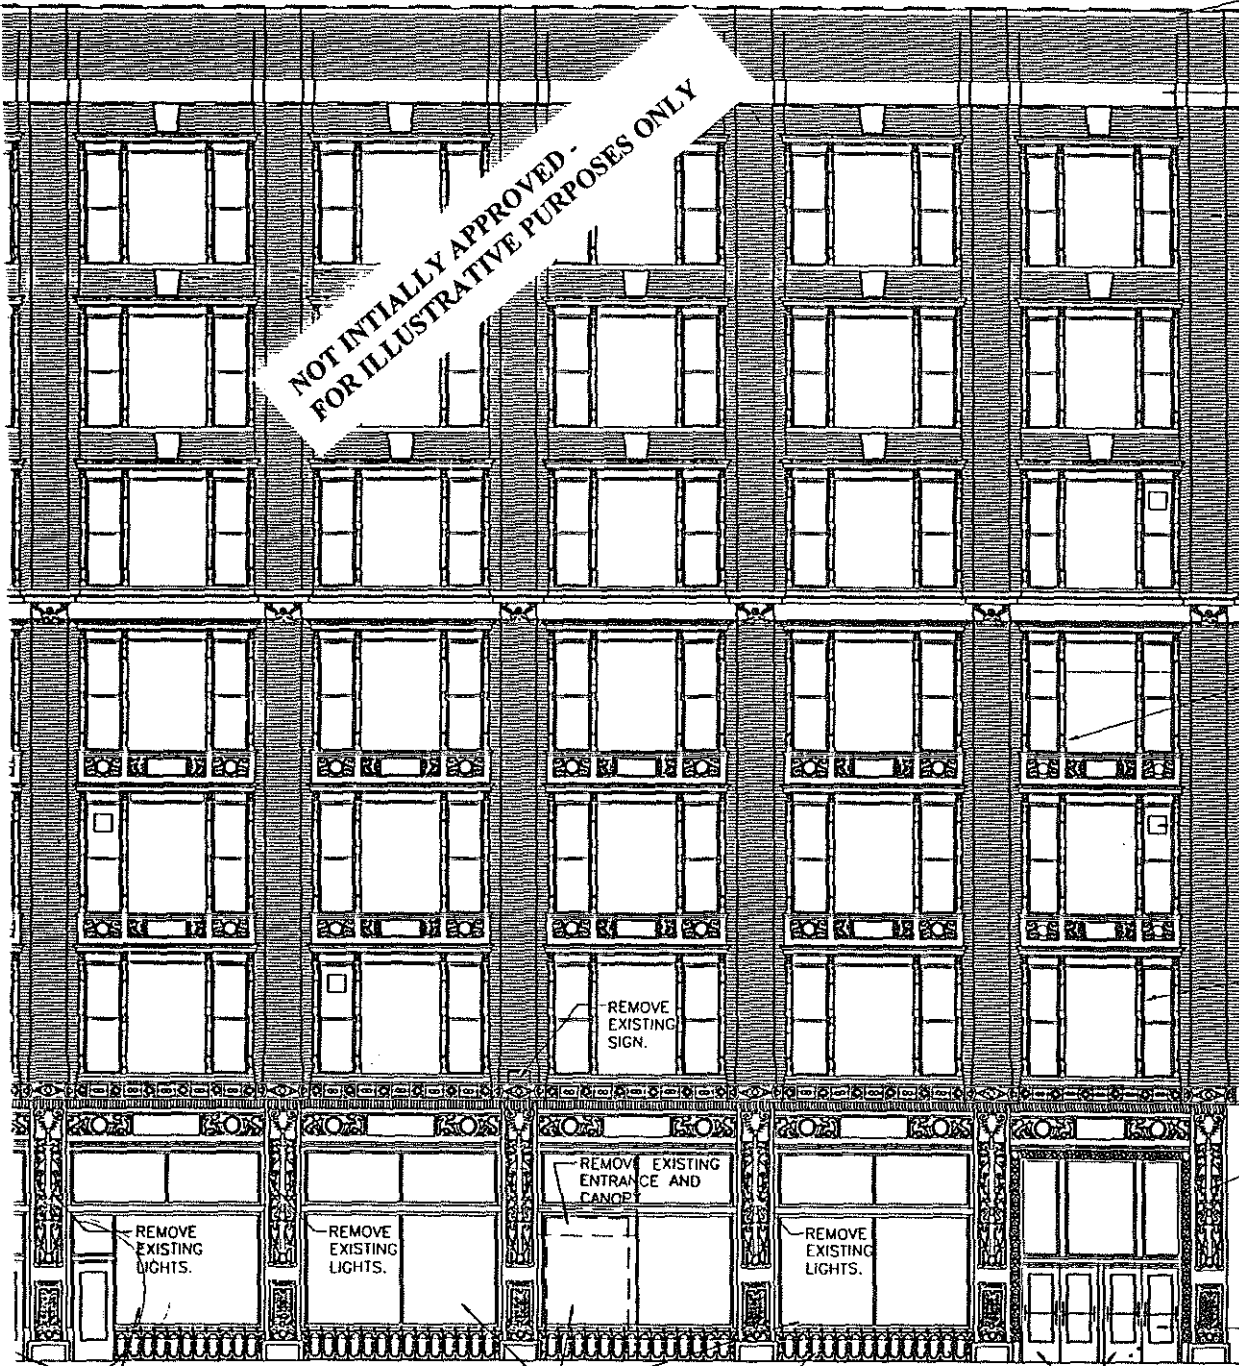 NOT INTIALLY APPROVED -
FOR ILLUSTRATIVE PURPOSES ONLY
REMOVE
EXISTING
SIGN.
REMOVE EXISTING
ENTRANCE AND
CANOPY
REMOVE
EXISTING
LIGHTS.
REMOVE
EXISTING
LIGHTS.
REMOVE
EXISTING
LIGHTS.